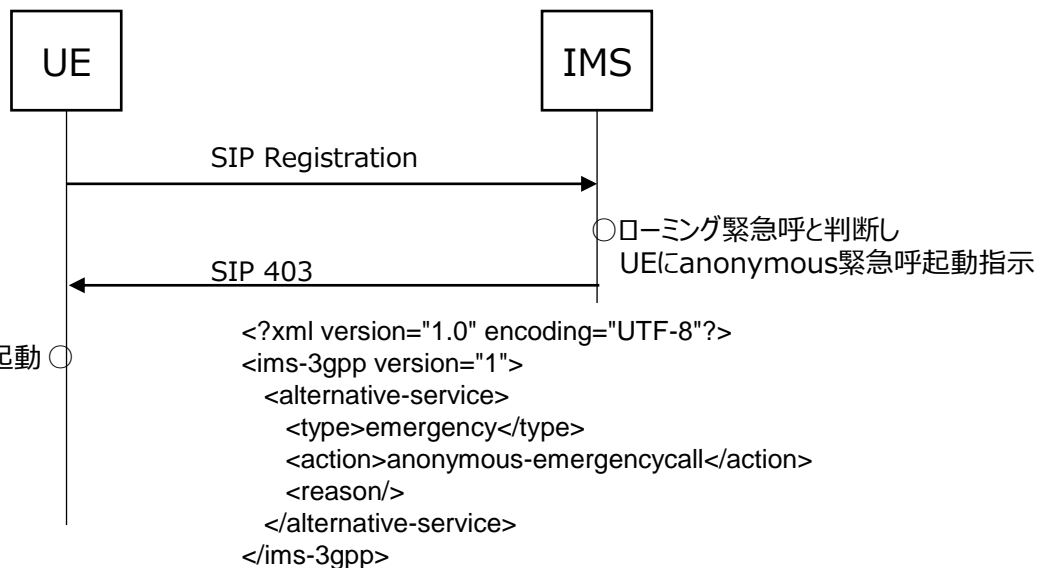 UE
IMS
SIP Registration
○ローミング緊急呼と判断し
UEにanonymous緊急呼起動指示
SIP 403
起動 ○
<?xml version="1.0" encoding="UTF-8"?>
<ims-3gpp version="1">
<alternative-service>
<type>emergency</type>
<action>anonymous-emergencycall</action>
<reason/>
</alternative-service>
</ims-3gpp>